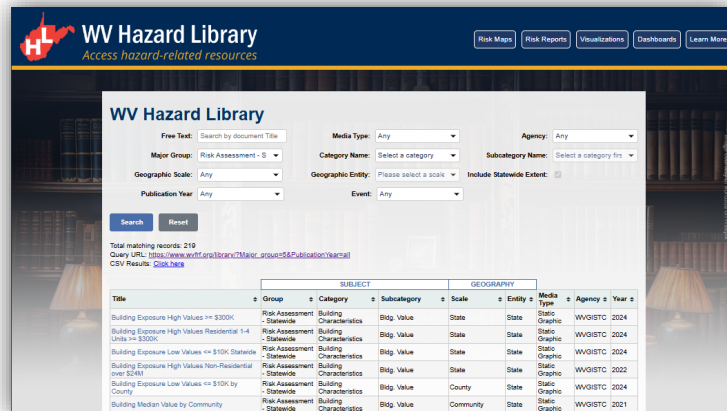 HL
WV Hazard Library
Access hazard-related resources
Risk Maps Risk Reports Visualizations Dashboards Learn More
WV Hazard Library
Free Text: Search by document Title Media Type: Any Agency: Any
Major Group: Risk Assessment - S Category Name: Select a category Subcategory Name: Select a category firs
Geographic Scale: Any Geographic Entity: Please select a scale Include Statewide Extent:
Publication Year Any Event: Any
Search Reset
Total matching records: 219
Query URL: https://www.wvfrf.org/library/?Major_group=5&PublicationYear=all
CSV Results: Click here
SUBJECT GEOGRAPHY
Title Group Category Subcategory Scale Entity Media Type Agency Year
Building Exposure High Values >= $300K Risk Assessment - Statewide Building Characteristics Bldg. Value State State Static Graphic WVGISTC 2024
Building Exposure High Values Residential 1-4 Units >= $300K Risk Assessment - Statewide Building Characteristics Bldg. Value State State Static Graphic WVGISTC 2024
Building Exposure Low Values <= $10K Statewide Risk Assessment - Statewide Building Characteristics Bldg. Value State State Static Graphic WVGISTC 2024
Building Exposure High Values Non-Residential over $24M Risk Assessment - Statewide Building Characteristics Bldg. Value State State Static Graphic WVGISTC 2022
Building Exposure Low Values <= $10K by County Risk Assessment - Statewide Building Characteristics Bldg. Value County State Static Graphic WVGISTC 2024
Building Median Value by Community Risk Assessment - Statewide Building Characteristics Bldg. Value Community State Static Graphic WVGISTC 2021